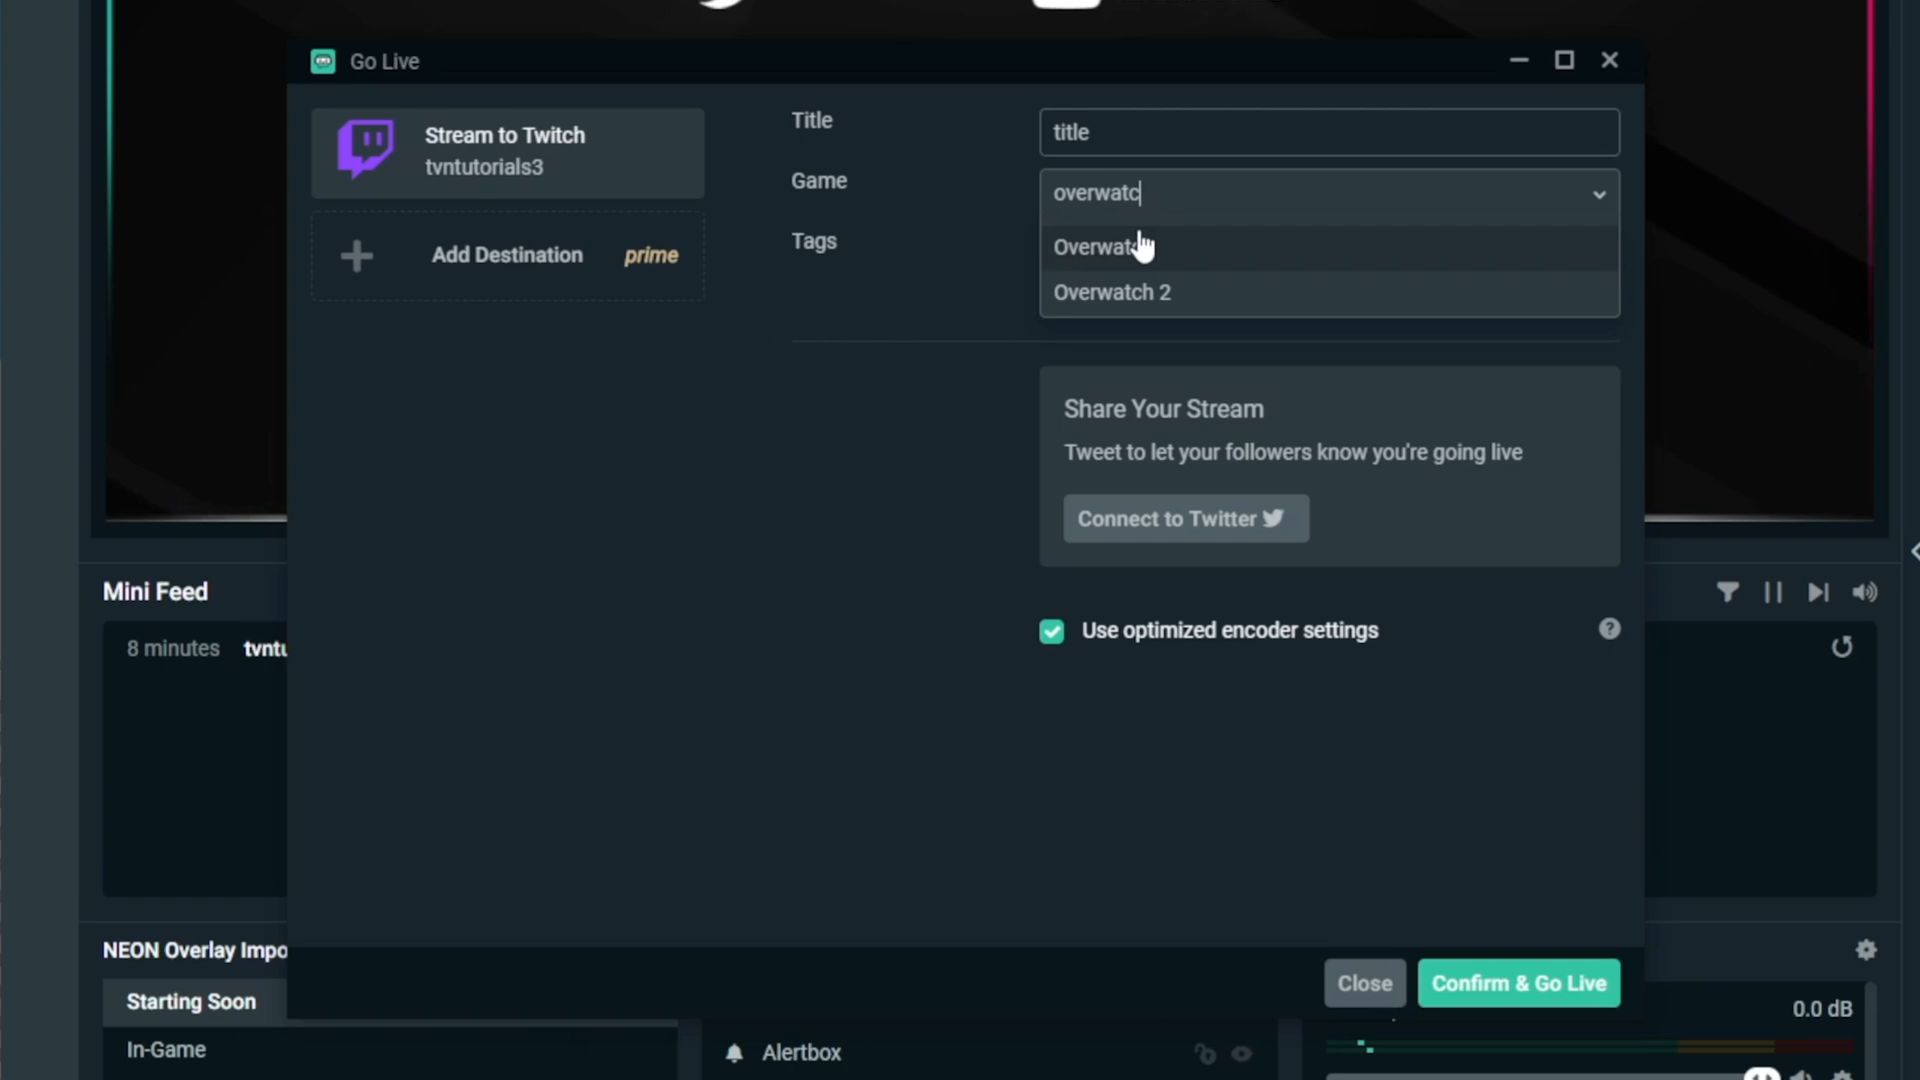 Go Live
Stream to Twitch
tvntutorials3
Add Destination prime
Title
title
Game
overwatc
Tags
Overwatch 2
Share Your Stream
Tweet to let your followers know you're going live
Connect to Twitter
Use optimized encoder settings
Mini Feed
8 minutes
NEON Overlay
Starting Soon
In-Game
Close
Confirm & Go Live
Alertbox
0.0 dB